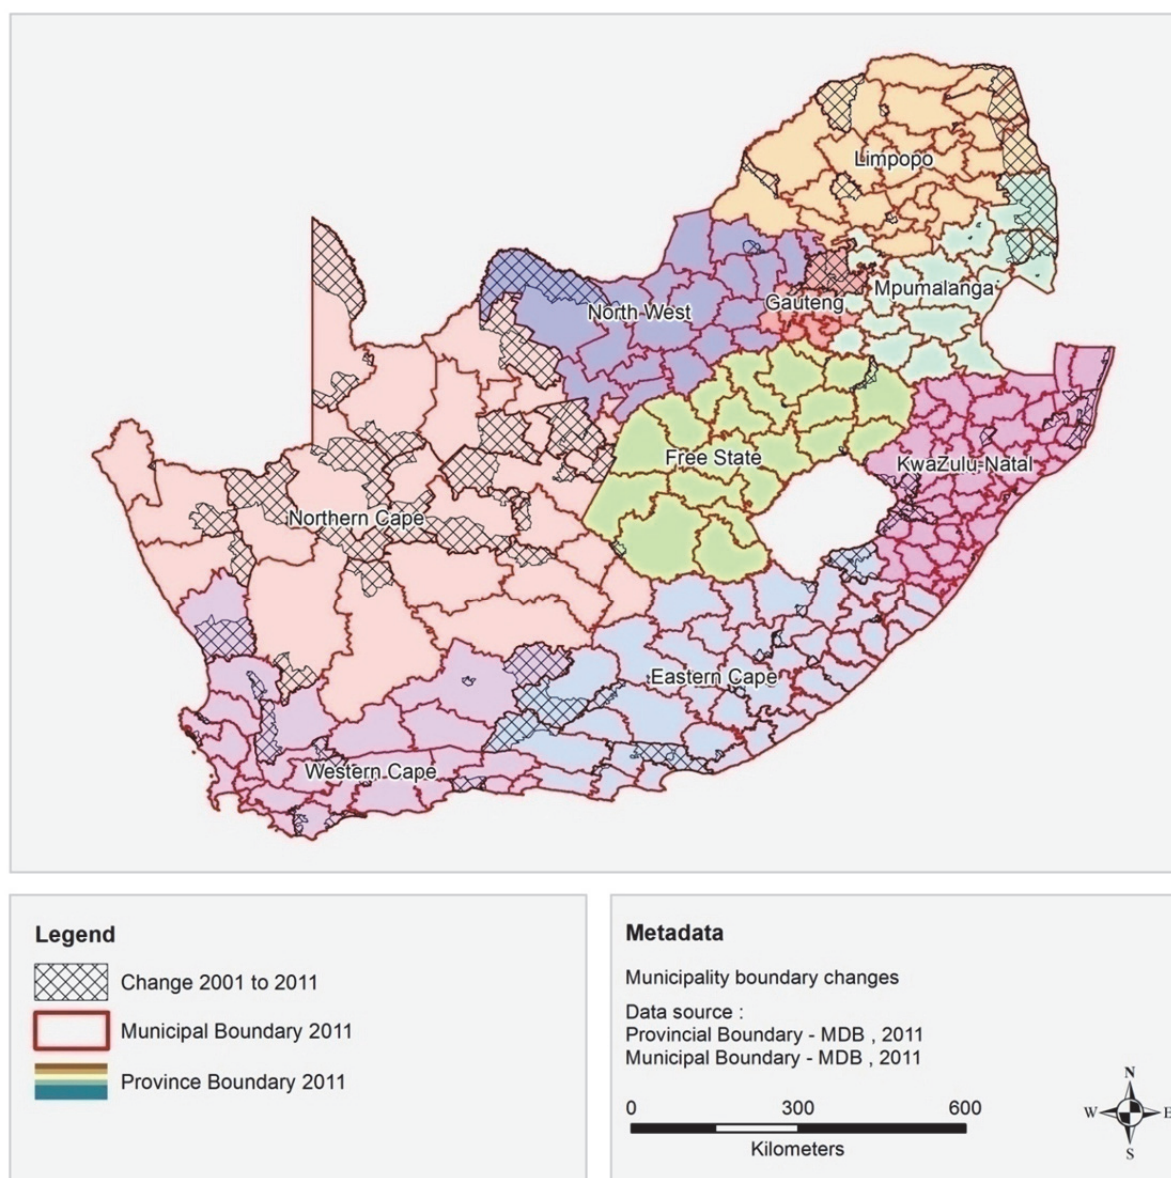 Limpopo
North West
Gauteng
Mpumalanga
Free State
KwaZulu-Natal
Northern Cape
Eastern Cape
Western Cape
Legend
Change 2001 to 2011
Municipal Boundary 2011
Province Boundary 2011
Metadata
Municipality boundary changes
Data source :
Provincial Boundary - MDB , 2011
Municipal Boundary - MDB , 2011
0 300 600
Kilometers
N
W E
S